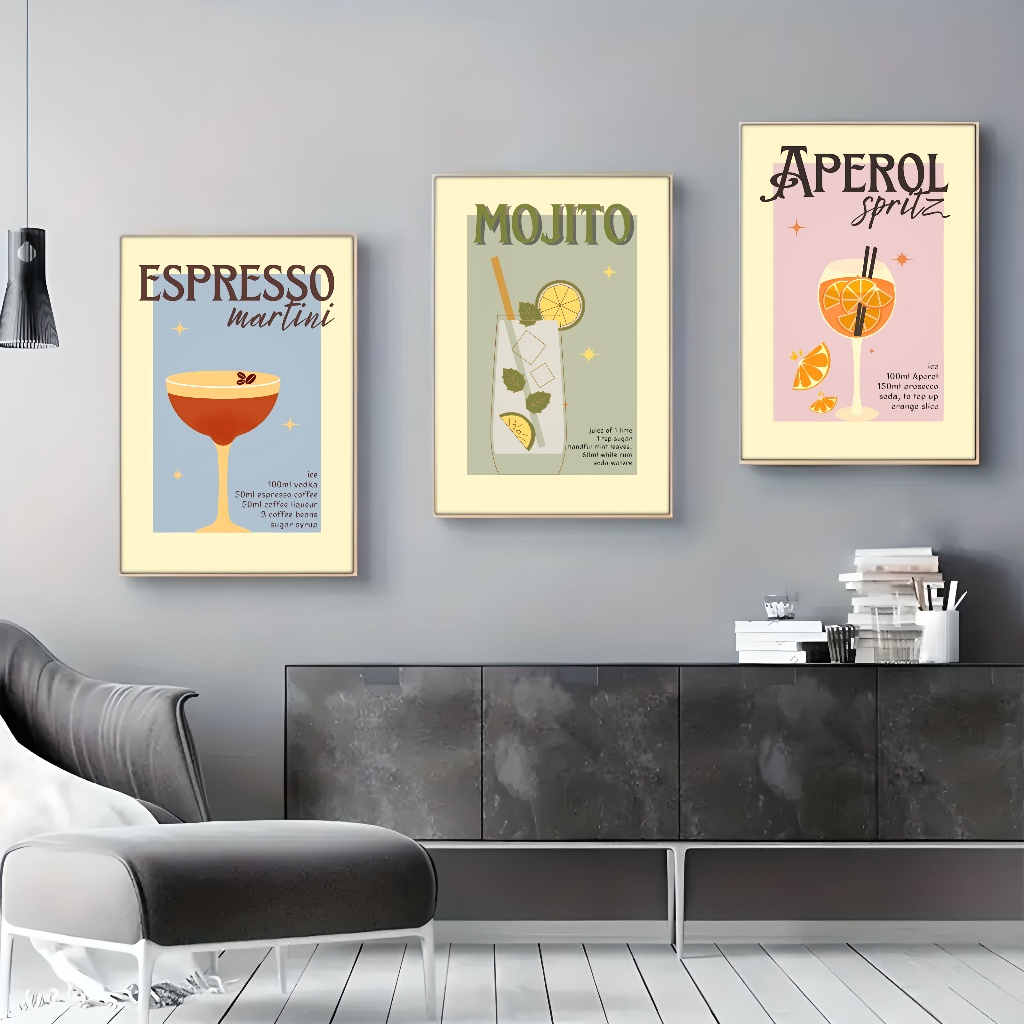 ESPRESSO
martini
ice
100ml vodka
50ml espresso coffee
50ml coffee liqueur
3 coffee beans
sugar syrup
MOJITO
juice of 1 lime
1 tsp sugar
handful mint leaves,
60ml white rum
soda watere
APEROL
spritz
ice
100ml Aperol
150ml prosecco
soda, to top up
orange slice